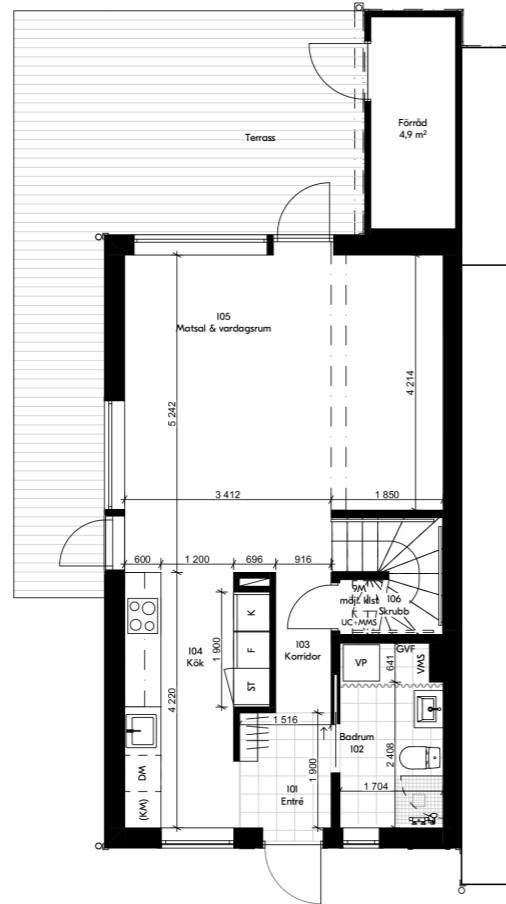 Förråd
4,9 m²
Terrass
105
Matsal & vardagsrum
5 242
4 214
3 412
1 850
600
1 200
696
916
9M
möjl. klst
UC+MMS
106
Skrubb
K
F
ST
1 900
104
Kök
103
Korridor
VP
641
GVF
VMS
4 220
1 516
Badrum
102
2 408
1 900
101
Entré
1 704
DM
(KM)